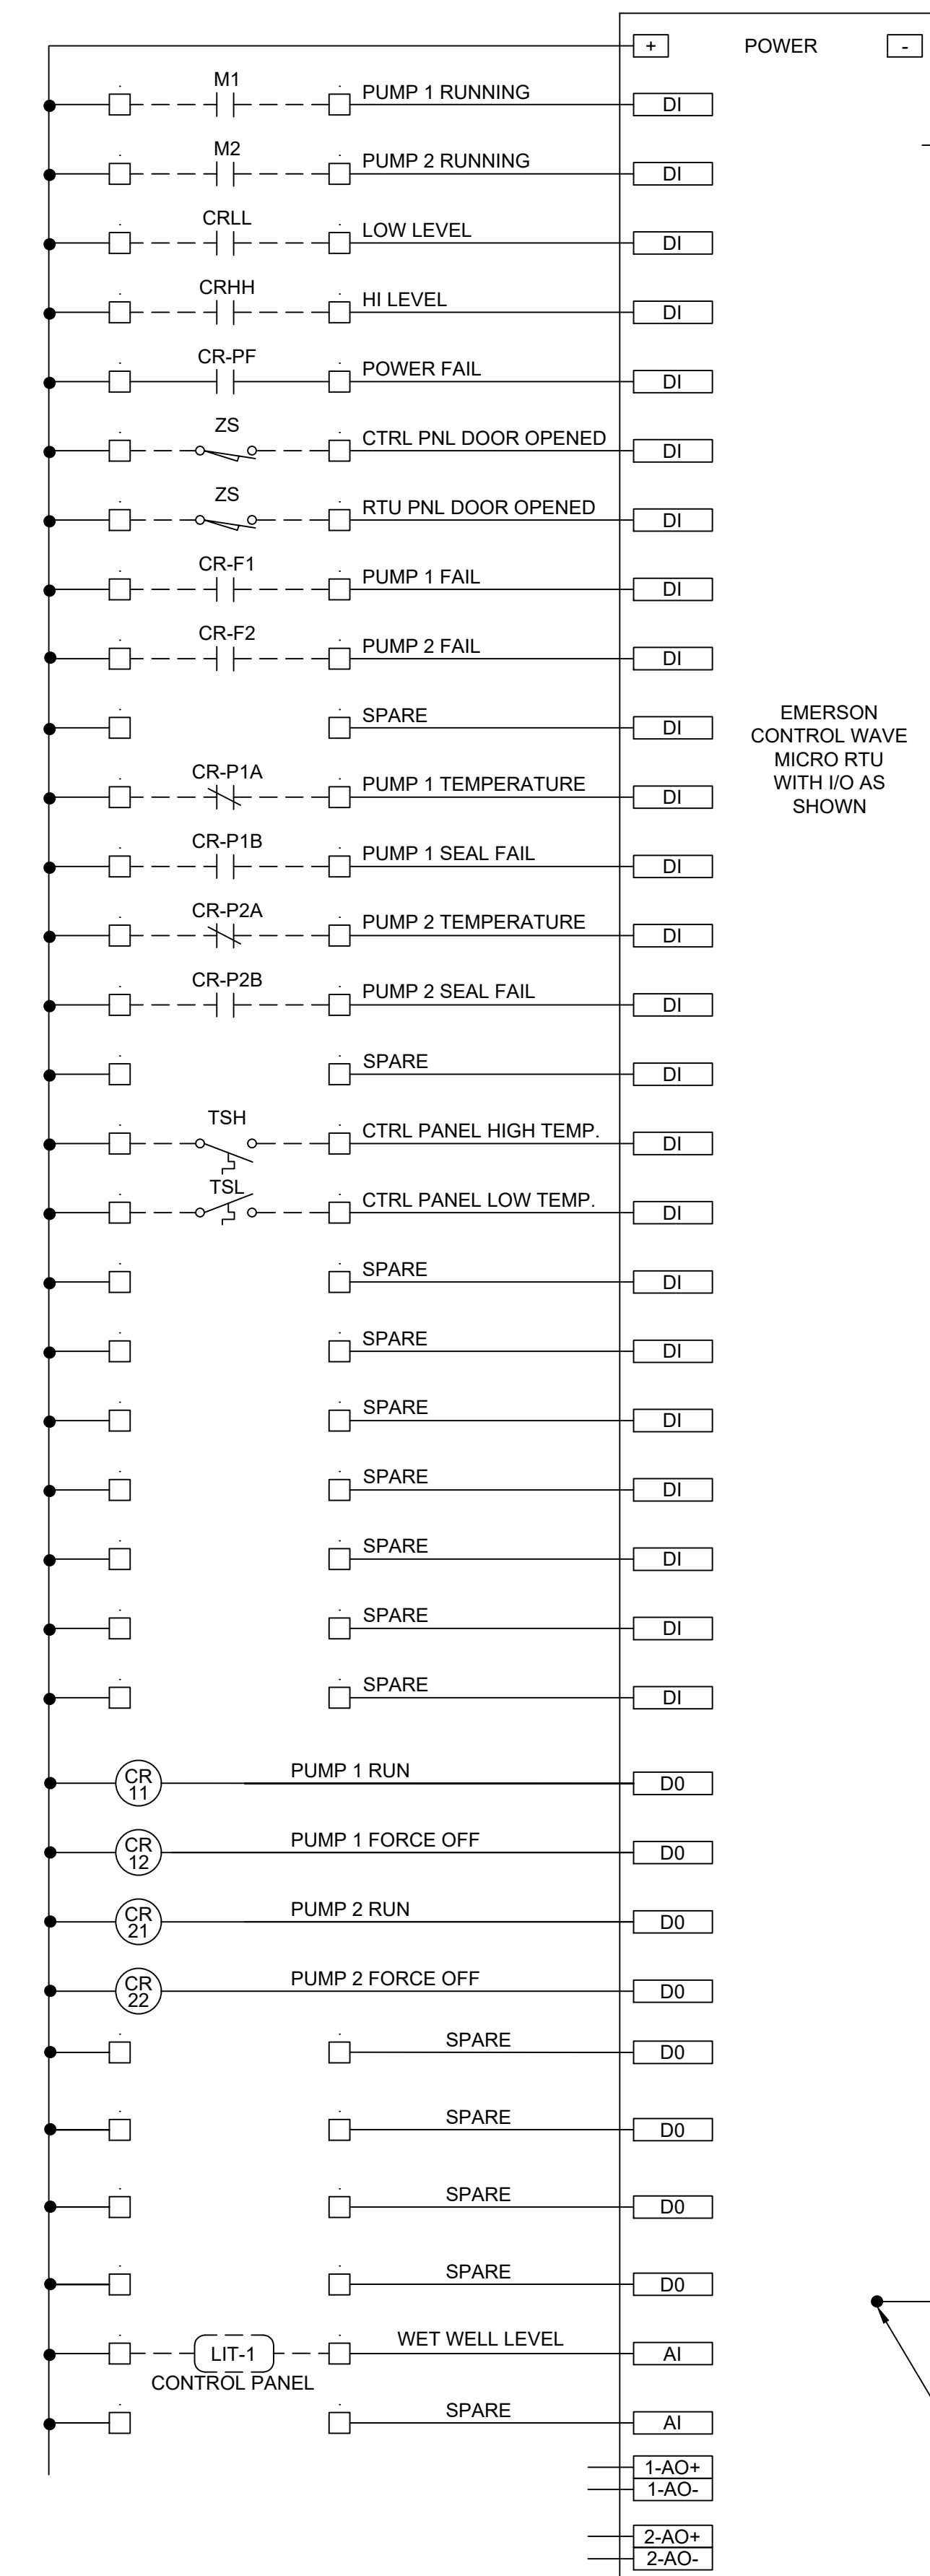 + POWER -
M1 PUMP 1 RUNNING DI
M2 PUMP 2 RUNNING DI
CRLL LOW LEVEL DI
CRHH HI LEVEL DI
CR-PF POWER FAIL DI
ZS CTRL PNL DOOR OPENED DI
ZS RTU PNL DOOR OPENED DI
CR-F1 PUMP 1 FAIL DI
CR-F2 PUMP 2 FAIL DI
SPARE DI
EMERSON
CONTROL WAVE
MICRO RTU
WITH I/O AS
SHOWN
CR-P1A PUMP 1 TEMPERATURE DI
CR-P1B PUMP 1 SEAL FAIL DI
CR-P2A PUMP 2 TEMPERATURE DI
CR-P2B PUMP 2 SEAL FAIL DI
SPARE DI
TSH CTRL PANEL HIGH TEMP. DI
TSL CTRL PANEL LOW TEMP. DI
SPARE DI
SPARE DI
SPARE DI
SPARE DI
SPARE DI
SPARE DI
SPARE DI
CR 11 PUMP 1 RUN D0
CR 12 PUMP 1 FORCE OFF D0
CR 21 PUMP 2 RUN D0
CR 22 PUMP 2 FORCE OFF D0
SPARE D0
SPARE D0
SPARE D0
SPARE D0
LIT-1 WET WELL LEVEL AI
CONTROL PANEL
SPARE AI
1-AO+
1-AO-
2-AO+
2-AO-